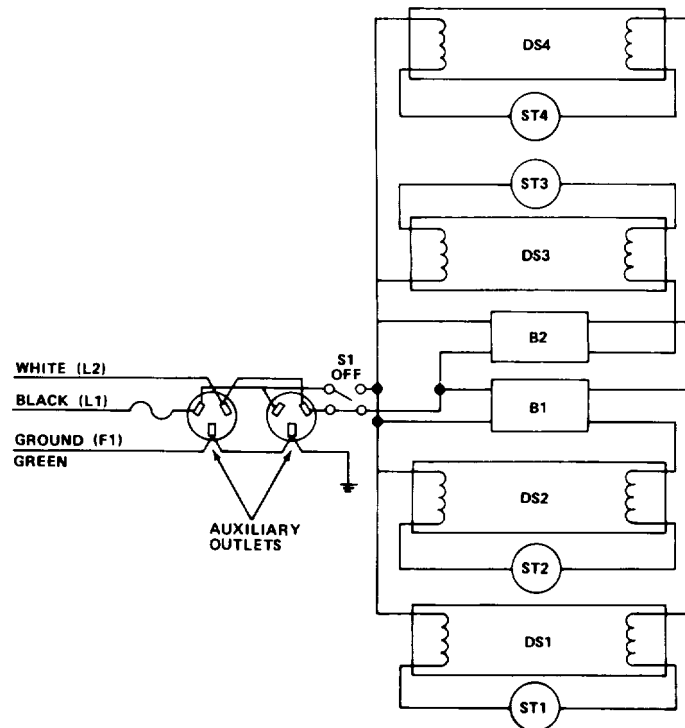 DS4
ST4
ST3
DS3
B2
S1
OFF
WHITE (L2)
BLACK (L1)
B1
GROUND (F1)
GREEN
DS2
AUXILIARY
OUTLETS
ST2
DS1
ST1